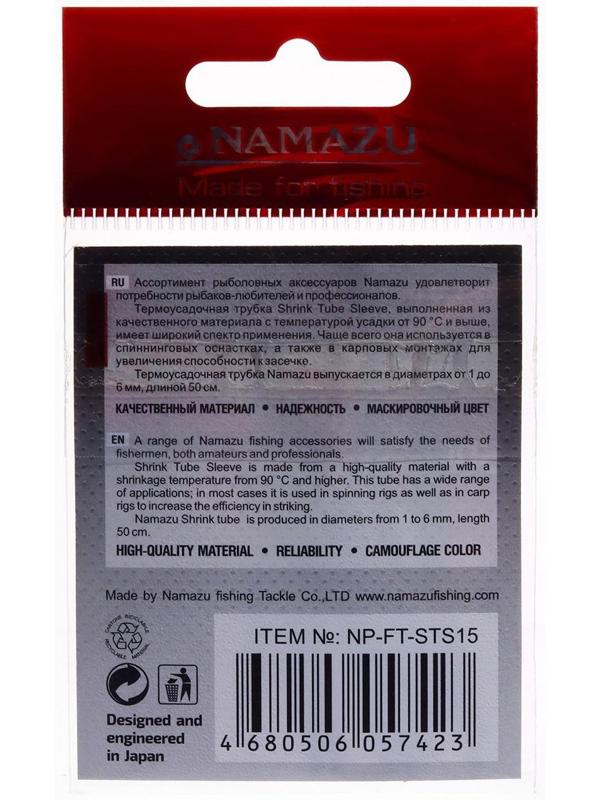 NAMAZU
Made for fishing
RU Ассортимент рыболовных аксессуаров Namazu удовлетворит
потребности рыбаков-любителей и профессионалов.
Термоусадочная трубка Shrink Tube Sleeve, выполненная из
качественного материала с температурой усадки от 90 °С и выше,
имеет широкий спектр применения. Чаще всего она используется в
спиннинговых оснастках, а также в карповых монтажах для
увеличения способности к засечке.
Термоусадочная трубка Namazu выпускается в диаметрах от 1 до
6 мм, длиной 50 см.
КАЧЕСТВЕННЫЙ МАТЕРИАЛ • НАДЕЖНОСТЬ • МАСКИРОВОЧНЫЙ ЦВЕТ
EN A range of Namazu fishing accessories will satisfy the needs of
fishermen, both amateurs and professionals.
Shrink Tube Sleeve is made from a high-quality material with a
shrinkage temperature from 90 °C and higher. This tube has a wide range
of applications; in most cases it is used in spinning rigs as well as in carp
rigs to increase the efficiency in striking.
Namazu Shrink tube is produced in diameters from 1 to 6 mm, length
50 cm.
HIGH-QUALITY MATERIAL • RELIABILITY • CAMOUFLAGE COLOR
Made by Namazu fishing Tackle Co.,LTD www.namazufishing.com
CARTONE RICICLABILE
RECYCLABLE CARDBOARD
ITEM №: NP-FT-STS15
Designed and
engineered
in Japan
4 680506 057423